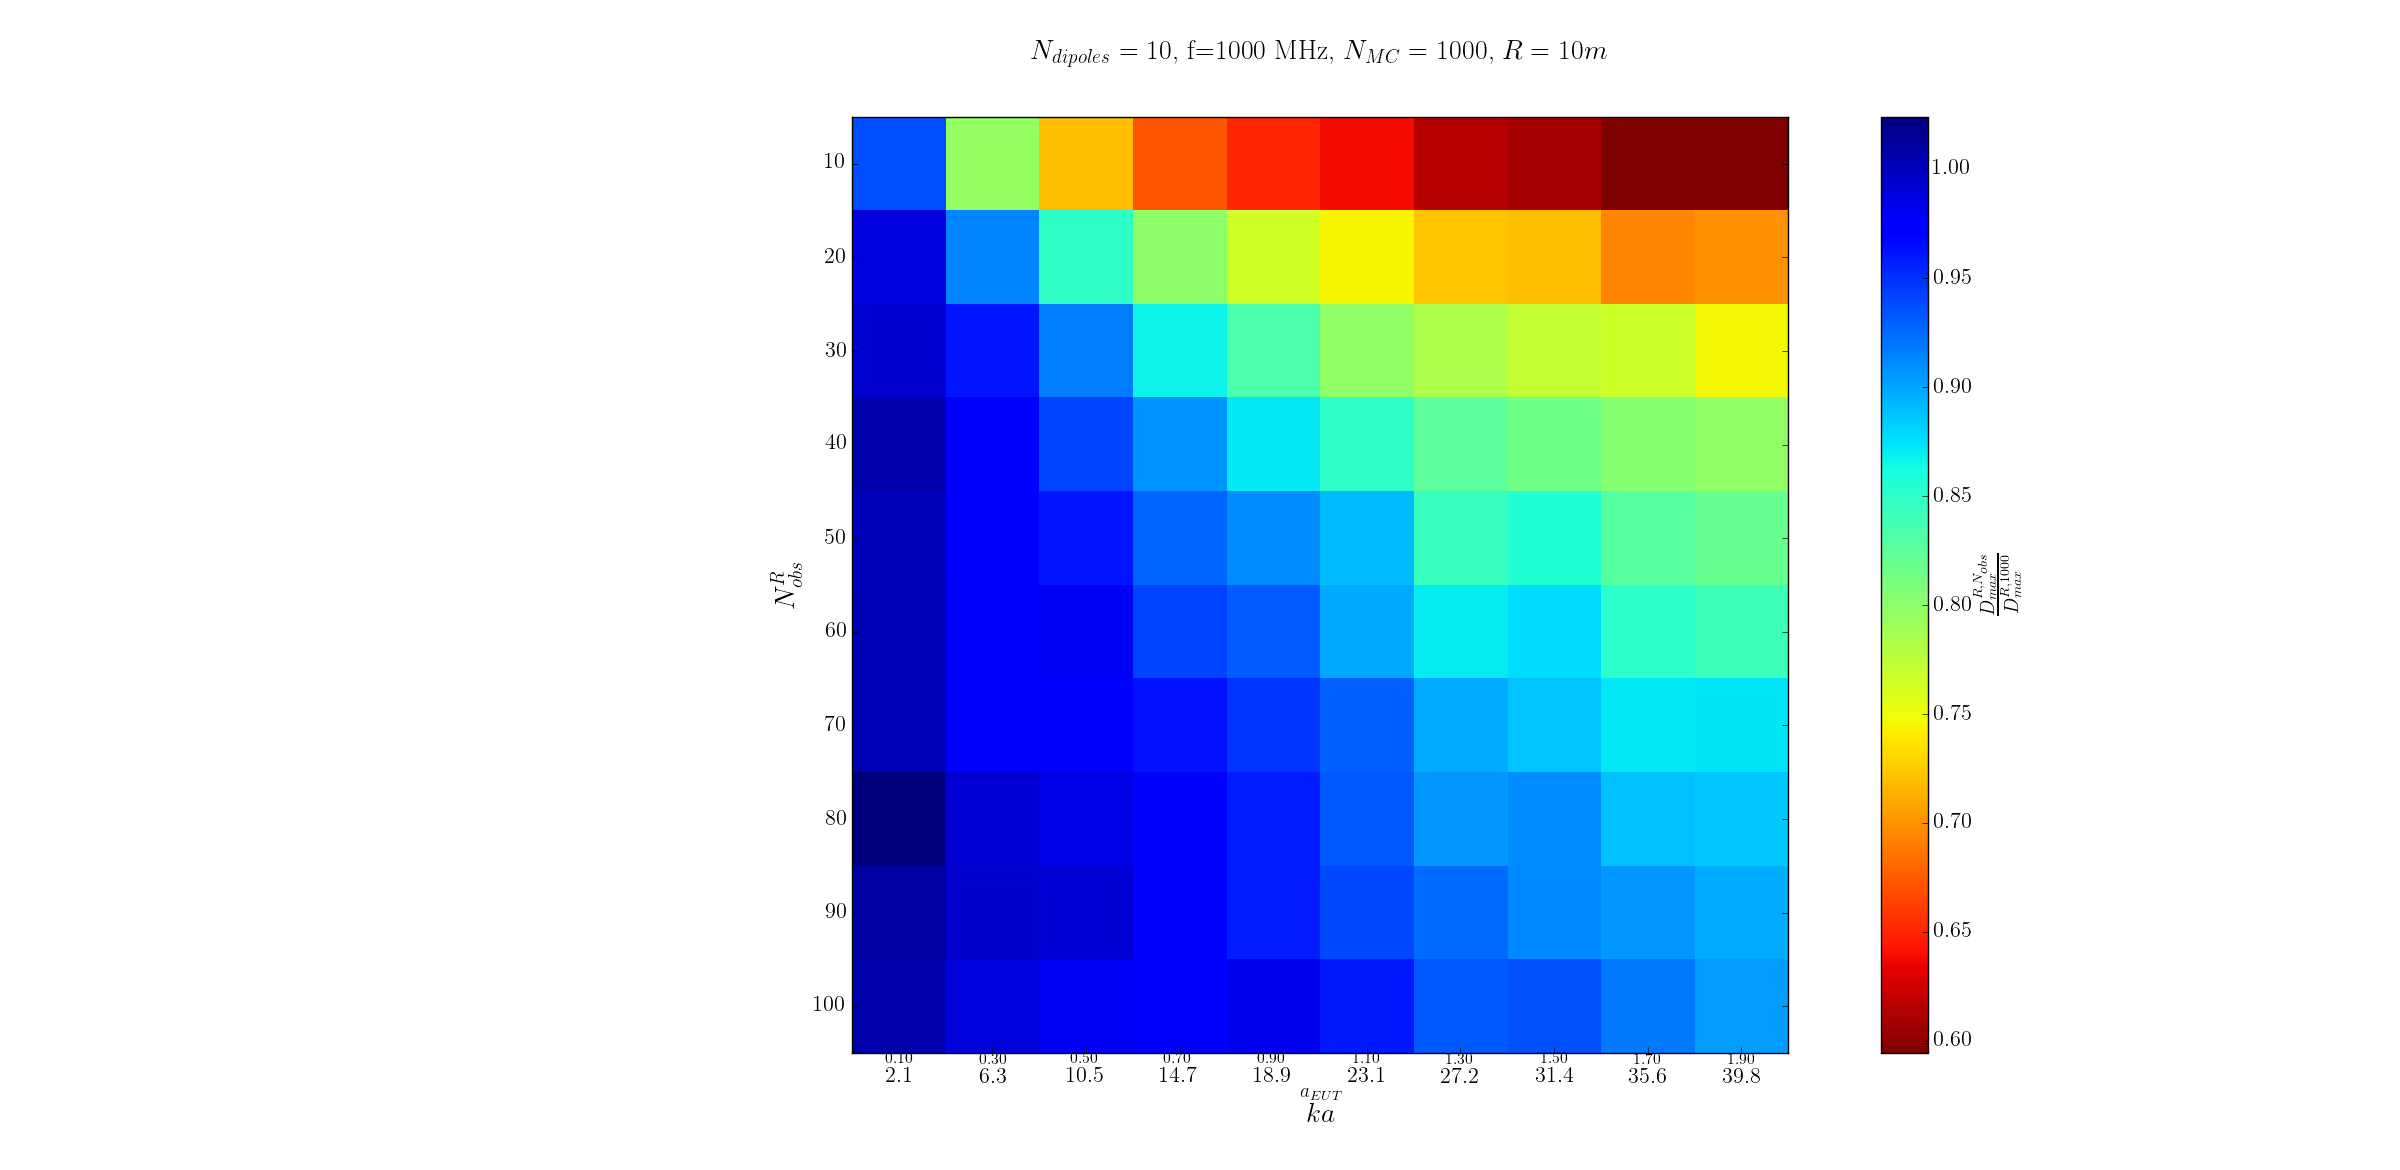 N_dipoles = 10, f=1000 MHz, N_MC = 1000, R = 10m
10
20
30
40
50
60
70
80
90
100
N^R_obs
0.10 0.30 0.50 0.70 0.90 1.10 1.30 1.50 1.70 1.90
2.1 6.3 10.5 14.7 18.9 23.1 27.2 31.4 35.6 39.8
a_EUT
ka
1.00
0.95
0.90
0.85
0.80
0.75
0.70
0.65
0.60
D^R,N_obs_max
D^R,1000_max